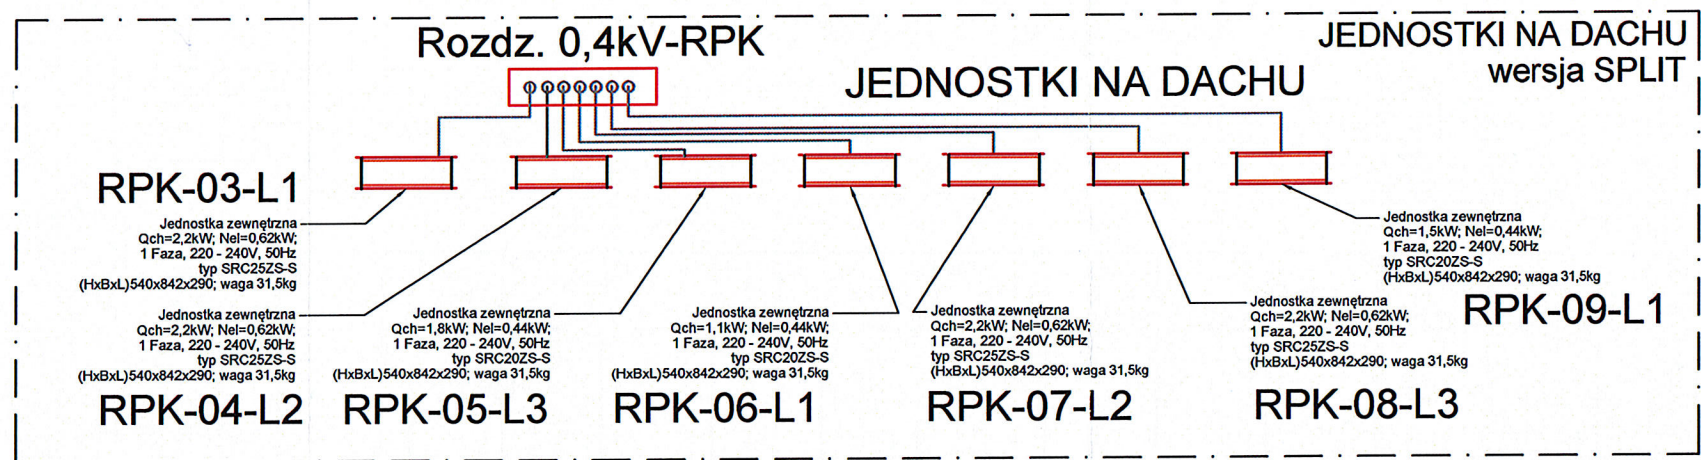 Rozdz. 0,4kV-RPK
JEDNOSTKI NA DACHU
wersja SPLIT
JEDNOSTKI NA DACHU
RPK-03-L1
Jednostka zewnętrzna
Qch=2,2kW; Nel=0,62kW;
1 Faza, 220 - 240V, 50Hz
typ SRC25ZS-S
(HxBxL)540x842x290; waga 31,5kg
Jednostka zewnętrzna
Qch=2,2kW; Nel=0,62kW;
1 Faza, 220 - 240V, 50Hz
typ SRC25ZS-S
(HxBxL)540x842x290; waga 31,5kg
RPK-04-L2
Jednostka zewnętrzna
Qch=1,8kW; Nel=0,44kW;
1 Faza, 220 - 240V, 50Hz
typ SRC20ZS-S
(HxBxL)540x842x290; waga 31,5kg
RPK-05-L3
Jednostka zewnętrzna
Qch=1,1kW; Nel=0,44kW;
1 Faza, 220 - 240V, 50Hz
typ SRC20ZS-S
(HxBxL)540x842x290; waga 31,5kg
RPK-06-L1
Jednostka zewnętrzna
Qch=2,2kW; Nel=0,62kW;
1 Faza, 220 - 240V, 50Hz
typ SRC25ZS-S
(HxBxL)540x842x290; waga 31,5kg
RPK-07-L2
Jednostka zewnętrzna
Qch=2,2kW; Nel=0,62kW;
1 Faza, 220 - 240V, 50Hz
typ SRC25ZS-S
(HxBxL)540x842x290; waga 31,5kg
RPK-08-L3
Jednostka zewnętrzna
Qch=1,5kW; Nel=0,44kW;
1 Faza, 220 - 240V, 50Hz
typ SRC20ZS-S
(HxBxL)540x842x290; waga 31,5kg
RPK-09-L1